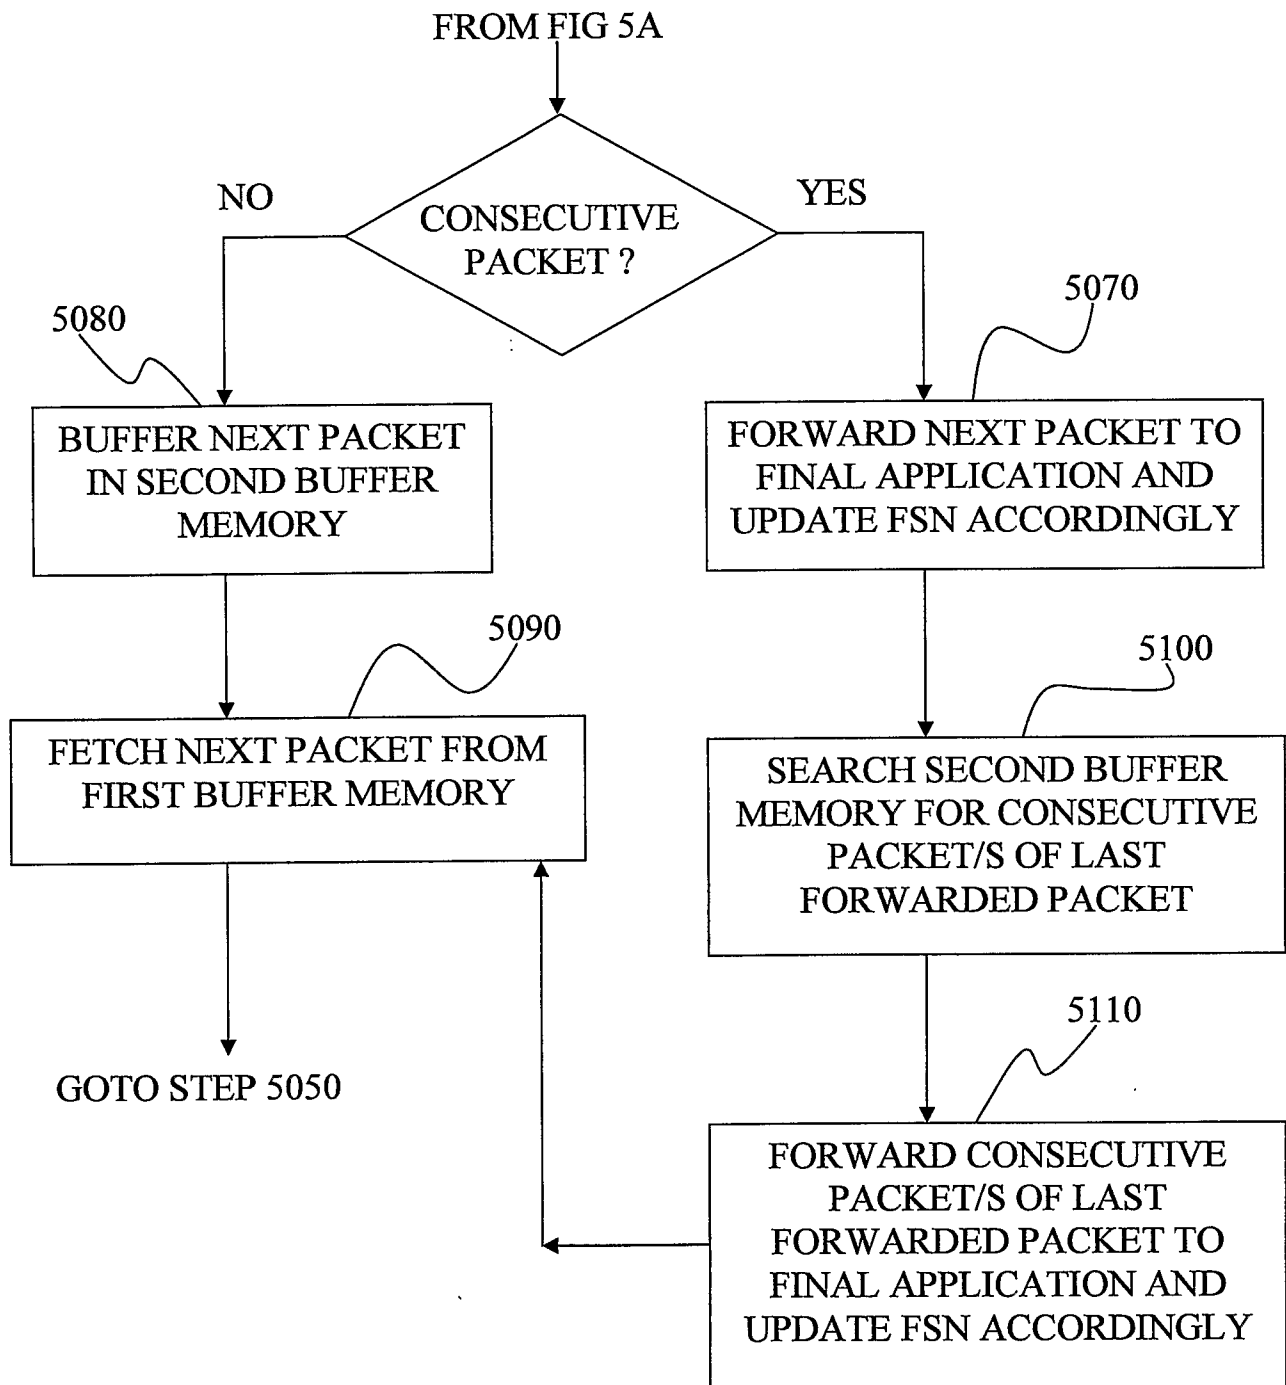 FROM FIG 5A
NO
YES
CONSECUTIVE
PACKET ?
5080
5070
BUFFER NEXT PACKET
IN SECOND BUFFER
MEMORY
FORWARD NEXT PACKET TO
FINAL APPLICATION AND
UPDATE FSN ACCORDINGLY
5090
5100
FETCH NEXT PACKET FROM
FIRST BUFFER MEMORY
SEARCH SECOND BUFFER
MEMORY FOR CONSECUTIVE
PACKET/S OF LAST
FORWARDED PACKET
5110
GOTO STEP 5050
FORWARD CONSECUTIVE
PACKET/S OF LAST
FORWARDED PACKET TO
FINAL APPLICATION AND
UPDATE FSN ACCORDINGLY